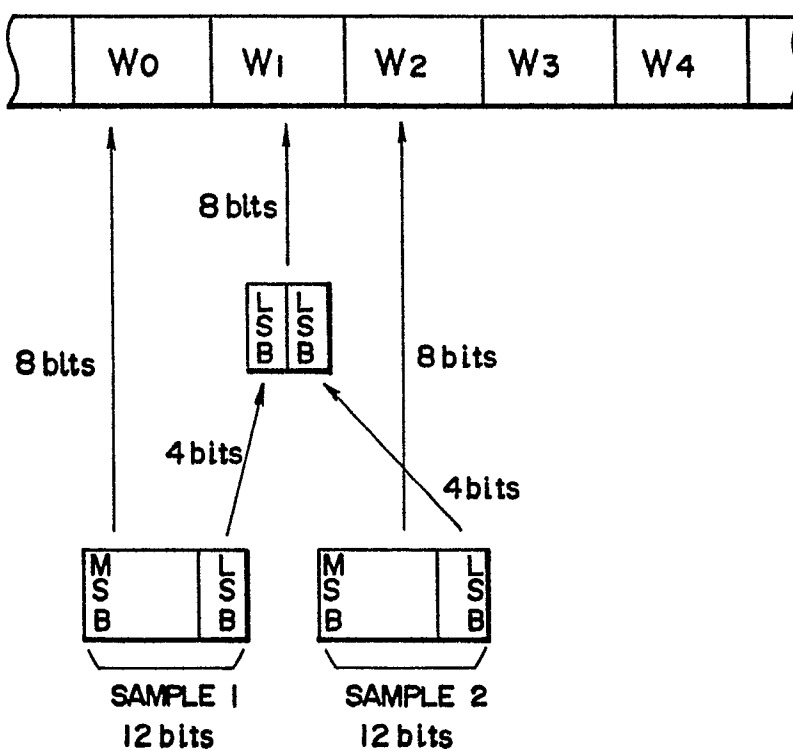 W0 W1 W2 W3 W4
8 bits
8 bits
8 bits
LSB LSB
4 bits
4 bits
MSB LSB MSB LSB
SAMPLE 1 SAMPLE 2
12 bits 12 bits